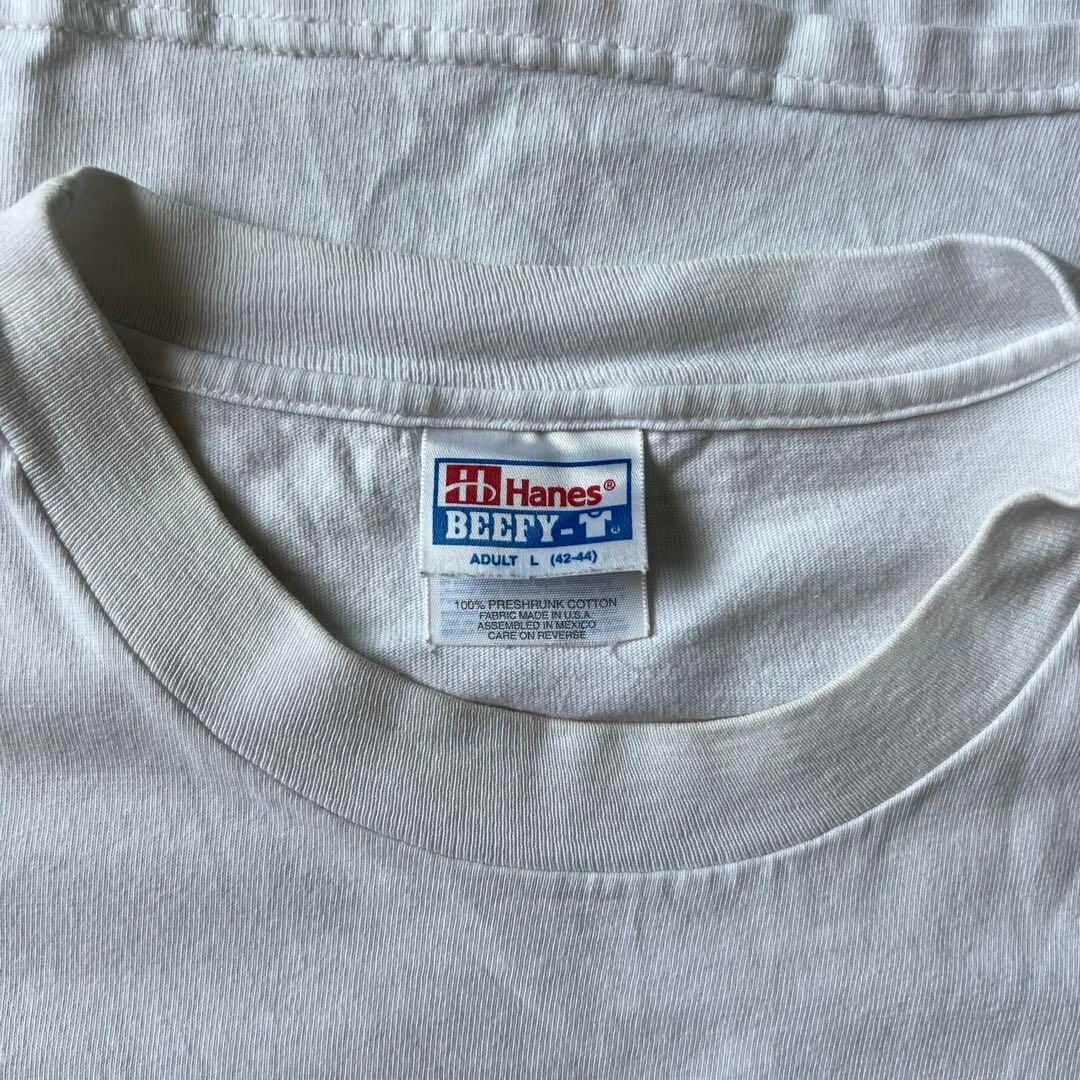 Hanes®
BEEFY-T®
ADULT L (42-44)
100% PRESHRUNK COTTON
FABRIC MADE IN U.S.A.
ASSEMBLED IN MEXICO
CARE ON REVERSE